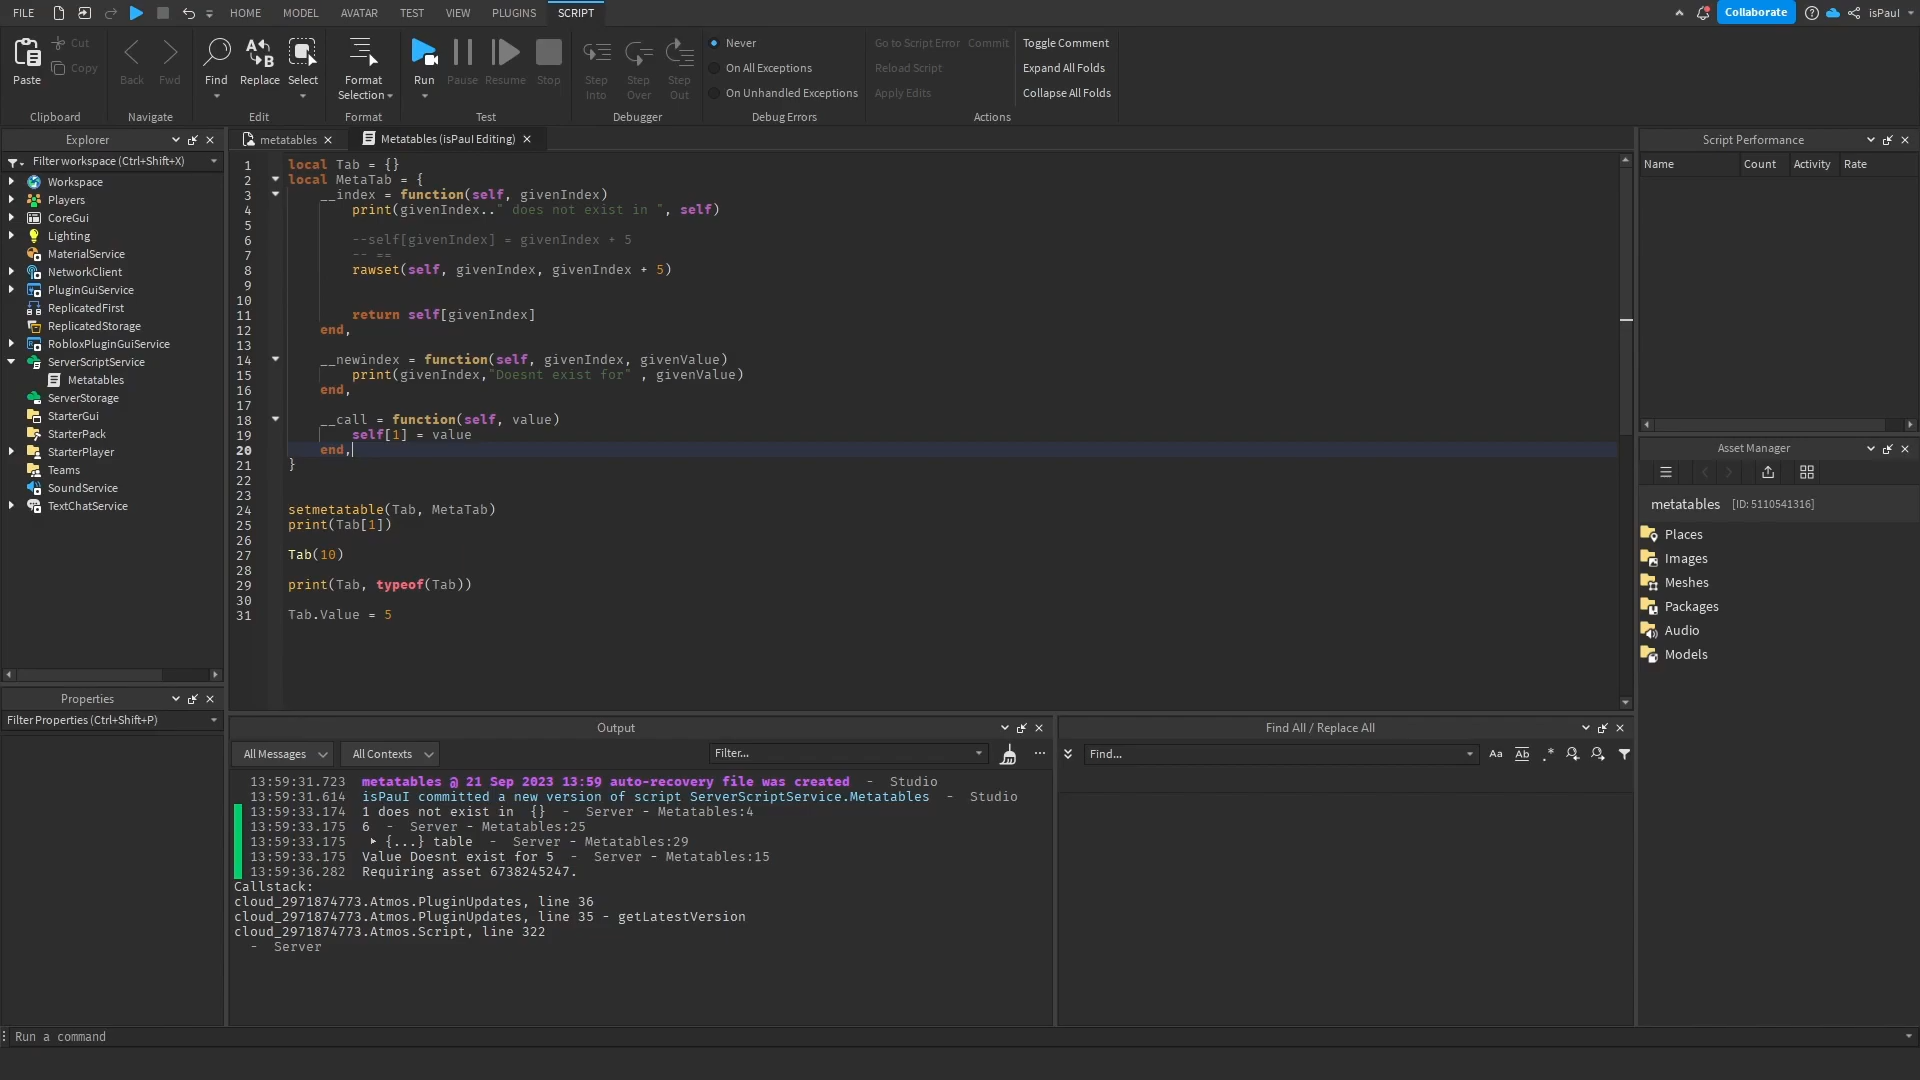 FILE HOME MODEL AVATAR TEST VIEW PLUGINS SCRIPT Collaborate isPaul
Paste Cut Copy Back Fwd Find Replace Select Format Selection Run Pause Resume Stop Step Into Step Over Step Out
Never
On All Exceptions
On Unhandled Exceptions
Go to Script Error Commit
Reload Script
Apply Edits
Toggle Comment
Expand All Folds
Collapse All Folds
Clipboard Navigate Edit Format Test Debugger Debug Errors Actions
Explorer
Filter workspace (Ctrl+Shift+X)
Workspace
Players
CoreGui
Lighting
MaterialService
NetworkClient
PluginGuiService
ReplicatedFirst
ReplicatedStorage
RobloxPluginGuiService
ServerScriptService
Metatables
ServerStorage
StarterGui
StarterPack
StarterPlayer
Teams
SoundService
TextChatService
Properties
Filter Properties (Ctrl+Shift+P)
metatables Metatables (isPaul Editing)
1 local Tab = {}
2 local MetaTab = {
3 __index = function(self, givenIndex)
4 print(givenIndex.." does not exist in ", self)
5
6 --self[givenIndex] = givenIndex + 5
7 -- ==
8 rawset(self, givenIndex, givenIndex + 5)
9
10
11 return self[givenIndex]
12 end,
13
14 __newindex = function(self, givenIndex, givenValue)
15 print(givenIndex,"Doesnt exist for" , givenValue)
16 end,
17
18 __call = function(self, value)
19 self[1] = value
20 end,
21 }
22
23
24 setmetatable(Tab, MetaTab)
25 print(Tab[1])
26
27 Tab(10)
28
29 print(Tab, typeof(Tab))
30
31 Tab.Value = 5
Output
All Messages All Contexts Filter...
13:59:31.723 metatables @ 21 Sep 2023 13:59 auto-recovery file was created - Studio
13:59:31.614 isPaulI committed a new version of script ServerScriptService.Metatables - Studio
13:59:33.174 1 does not exist in {} - Server - Metatables:4
13:59:33.175 6 - Server - Metatables:25
13:59:33.175 {...} table - Server - Metatables:29
13:59:33.175 Value Doesnt exist for 5 - Server - Metatables:15
13:59:36.282 Requiring asset 6738245247.
Callstack:
cloud_2971874773.Atmos.PluginUpdates, line 36
cloud_2971874773.Atmos.PluginUpdates, line 35 - getLatestVersion
cloud_2971874773.Atmos.Script, line 322
- Server
Find All / Replace All
Find... Aa Ab .*
Script Performance
Name Count Activity Rate
Asset Manager
metatables [ID: 5110541316]
Places
Images
Meshes
Packages
Audio
Models
Run a command